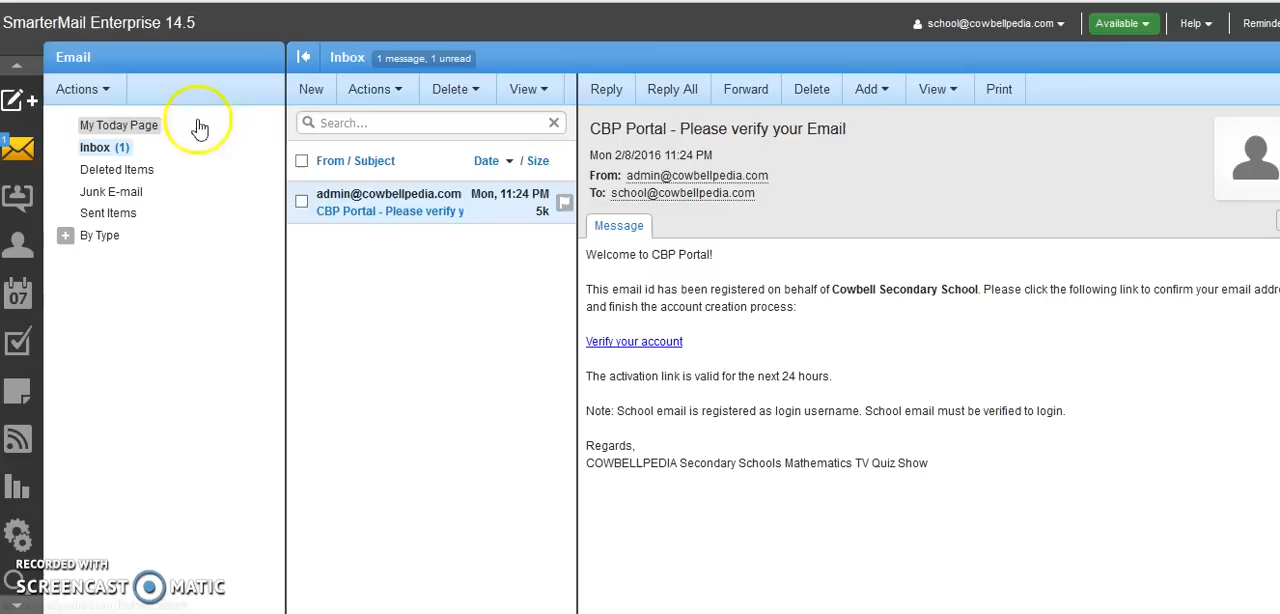 SmarterMail Enterprise 14.5
school@cowbellpedia.com
Available
Help
Email
Inbox 1 message, 1 unread
Actions
New Actions Delete View
Reply Reply All Forward Delete Add View Print
My Today Page
Inbox (1)
Deleted Items
Junk E-mail
Sent Items
By Type
1
07
Search...
From / Subject Date / Size
admin@cowbellpedia.com Mon, 11:24 PM
CBP Portal - Please verify y 5k
CBP Portal - Please verify your Email
Mon 2/8/2016 11:24 PM
From: admin@cowbellpedia.com
To: school@cowbellpedia.com
Message
Welcome to CBP Portal!
This email id has been registered on behalf of Cowbell Secondary School. Please click the following link to confirm your email addre
and finish the account creation process:
Verify your account
The activation link is valid for the next 24 hours.
Note: School email is registered as login username. School email must be verified to login.
Regards,
COWBELLPEDIA Secondary Schools Mathematics TV Quiz Show
RECORDED WITH
SCREENCAST MATIC